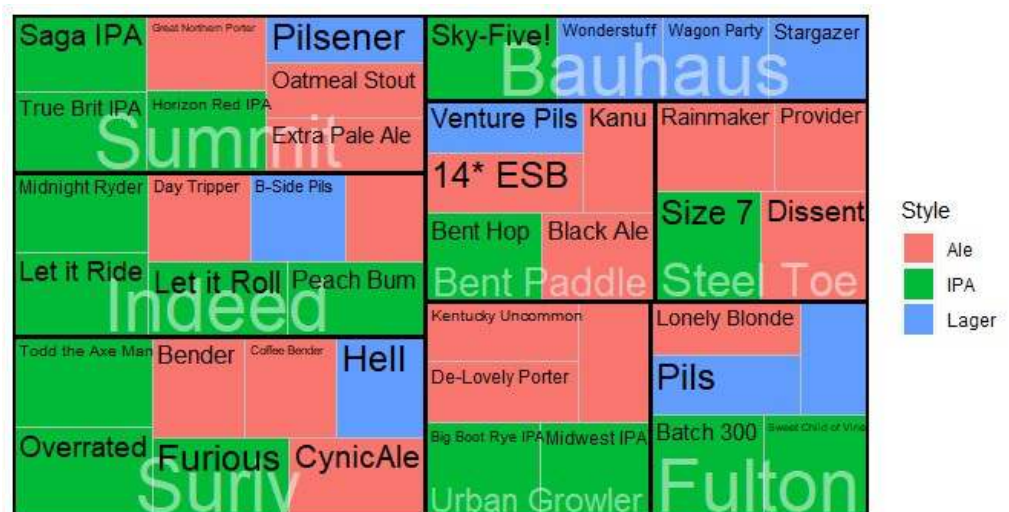 Saga IPA
Great Northern Porter
Pilsener
Oatmeal Stout
True Brit IPA
Horizon Red IPA
Extra Pale Ale
Summit
Sky-Five!
Wonderstuff
Wagon Party
Stargazer
Bauhaus
Venture Pils
Kanu
14* ESB
Bent Hop
Black Ale
Bent Paddle
Rainmaker
Provider
Size 7
Dissent
Steel Toe
Midnight Ryder
Day Tripper
B-Side Pils
Let it Ride
Let it Roll
Peach Bum
Indeed
Todd the Axe Man
Bender
Coffee Bender
Hell
Overrated
Furious
CynicAle
Surly
Kentucky Uncommon
De-Lovely Porter
Big Boot Rye IPA
Midwest IPA
Urban Growler
Lonely Blonde
Pils
Batch 300
Sweet Child of Vine
Fulton
Style
Ale
IPA
Lager